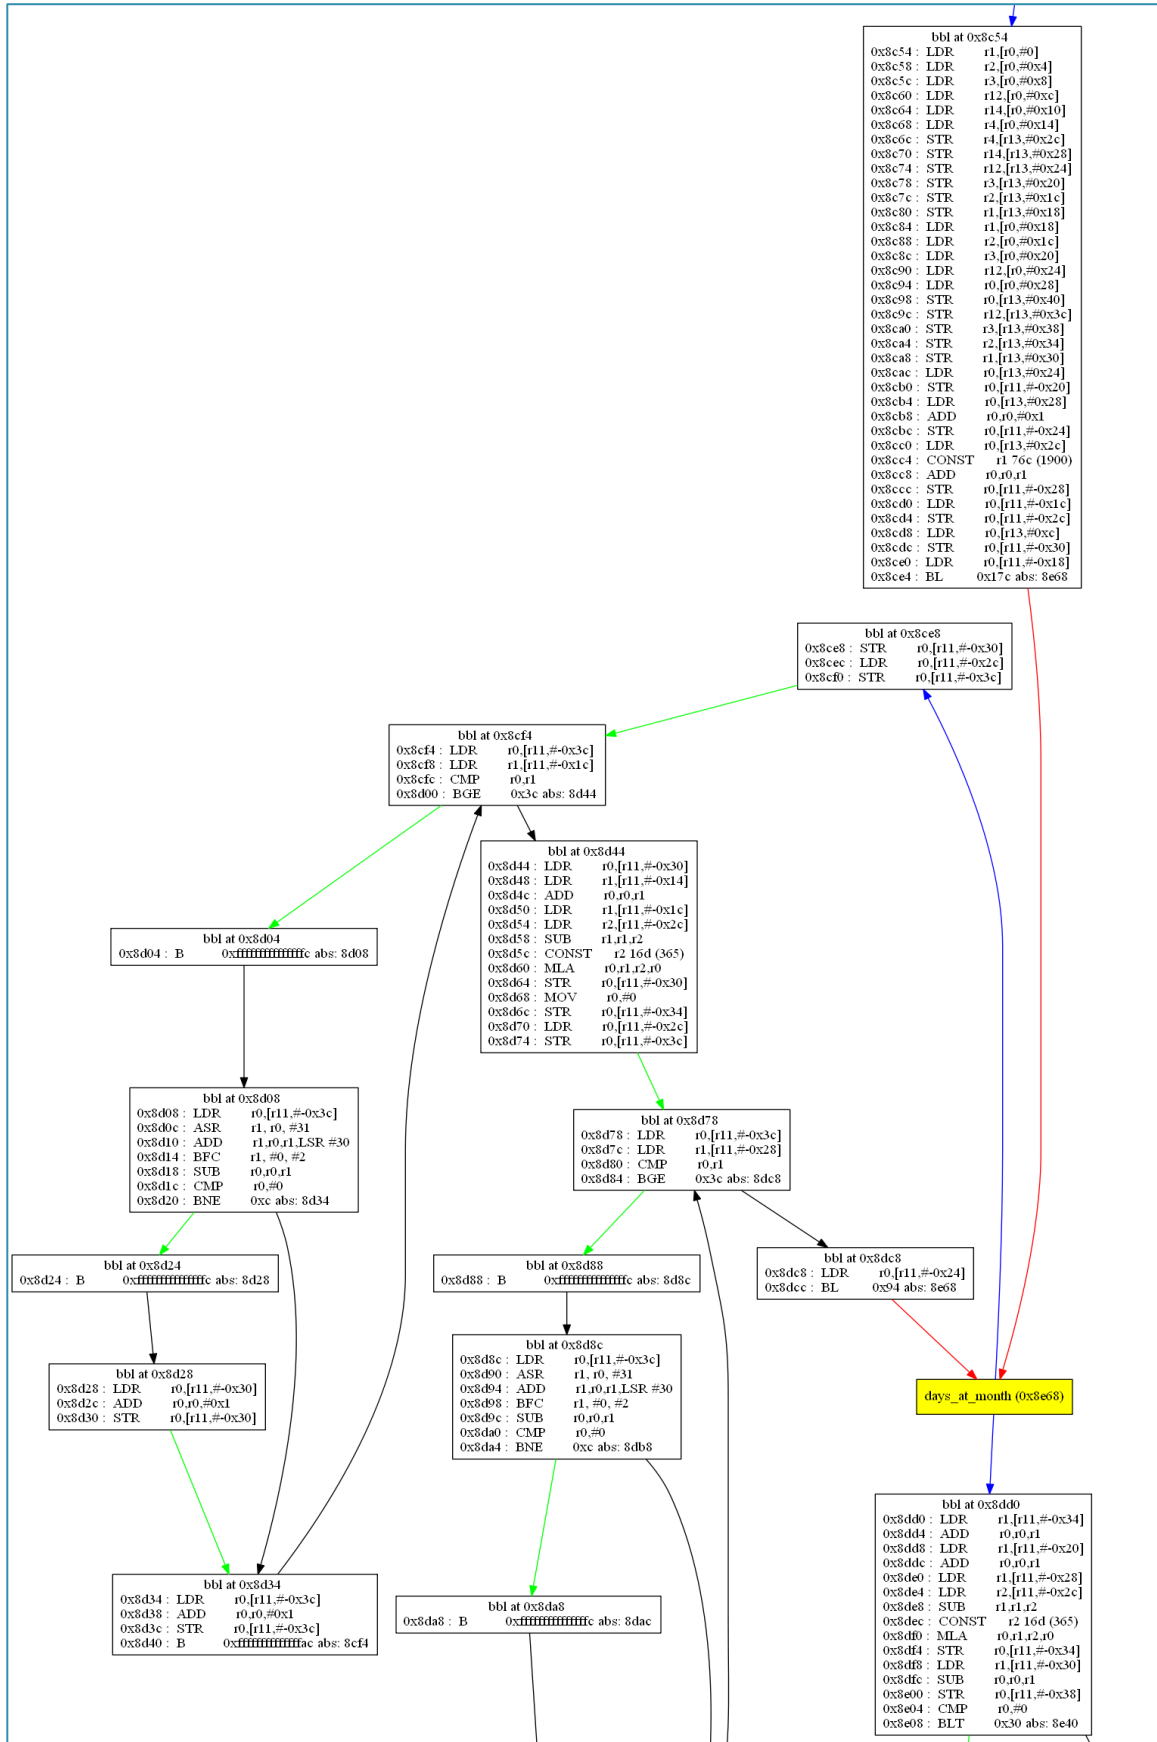 bbl at 0x8c54
0x8c54 : LDR r1,[r0,#0]
0x8c58 : LDR r2,[r0,#0x4]
0x8c5c : LDR r3,[r0,#0x8]
0x8c60 : LDR r12,[r0,#0xc]
0x8c64 : LDR r14,[r0,#0x10]
0x8c68 : LDR r4,[r0,#0x14]
0x8c6c : STR r4,[r13,#0x2c]
0x8c70 : STR r14,[r13,#0x28]
0x8c74 : STR r12,[r13,#0x24]
0x8c78 : STR r3,[r13,#0x20]
0x8c7c : STR r2,[r13,#0x1c]
0x8c80 : STR r1,[r13,#0x18]
0x8c84 : LDR r1,[r0,#0x18]
0x8c88 : LDR r2,[r0,#0x1c]
0x8c8c : LDR r3,[r0,#0x20]
0x8c90 : LDR r12,[r0,#0x24]
0x8c94 : LDR r0,[r0,#0x28]
0x8c98 : STR r0,[r13,#0x40]
0x8c9c : STR r12,[r13,#0x3c]
0x8ca0 : STR r3,[r13,#0x38]
0x8ca4 : STR r2,[r13,#0x34]
0x8ca8 : STR r1,[r13,#0x30]
0x8cac : LDR r0,[r13,#0x24]
0x8cb0 : STR r0,[r11,#-0x20]
0x8cb4 : LDR r0,[r13,#0x28]
0x8cb8 : ADD r0,r0,#0x1
0x8cbc : STR r0,[r11,#-0x24]
0x8cc0 : LDR r0,[r13,#0x2c]
0x8cc4 : CONST r1 76c (1900)
0x8cc8 : ADD r0,r0,r1
0x8ccc : STR r0,[r11,#-0x28]
0x8cd0 : LDR r0,[r11,#-0x1c]
0x8cd4 : STR r0,[r11,#-0x2c]
0x8cd8 : LDR r0,[r13,#0xc]
0x8cdc : STR r0,[r11,#-0x30]
0x8ce0 : LDR r0,[r11,#-0x18]
0x8ce4 : BL 0x17c abs: 8e68
bbl at 0x8ce8
0x8ce8 : STR r0,[r11,#-0x30]
0x8cec : LDR r0,[r11,#-0x2c]
0x8cf0 : STR r0,[r11,#-0x3c]
bbl at 0x8cf4
0x8cf4 : LDR r0,[r11,#-0x3c]
0x8cf8 : LDR r1,[r11,#-0x1c]
0x8cfc : CMP r0,r1
0x8d00 : BGE 0x3c abs: 8d44
bbl at 0x8d44
0x8d44 : LDR r0,[r11,#-0x30]
0x8d48 : LDR r1,[r11,#-0x14]
0x8d4c : ADD r0,r0,r1
0x8d50 : LDR r1,[r11,#-0x1c]
0x8d54 : LDR r2,[r11,#-0x2c]
0x8d58 : SUB r1,r1,r2
0x8d5c : CONST r2 16d (365)
0x8d60 : MLA r0,r1,r2,r0
0x8d64 : STR r0,[r11,#-0x30]
0x8d68 : MOV r0,#0
0x8d6c : STR r0,[r11,#-0x34]
0x8d70 : LDR r0,[r11,#-0x2c]
0x8d74 : STR r0,[r11,#-0x3c]
bbl at 0x8d04
0x8d04 : B 0xfffffffffffffffc abs: 8d08
bbl at 0x8d08
0x8d08 : LDR r0,[r11,#-0x3c]
0x8d0c : ASR r1, r0, #31
0x8d10 : ADD r1,r0,r1,LSR #30
0x8d14 : BFC r1, #0, #2
0x8d18 : SUB r0,r0,r1
0x8d1c : CMP r0,#0
0x8d20 : BNE 0xc abs: 8d34
bbl at 0x8d78
0x8d78 : LDR r0,[r11,#-0x3c]
0x8d7c : LDR r1,[r11,#-0x28]
0x8d80 : CMP r0,r1
0x8d84 : BGE 0x3c abs: 8dc8
bbl at 0x8d24
0x8d24 : B 0xfffffffffffffffc abs: 8d28
bbl at 0x8d88
0x8d88 : B 0xfffffffffffffffc abs: 8d8c
bbl at 0x8dc8
0x8dc8 : LDR r0,[r11,#-0x24]
0x8dcc : BL 0x94 abs: 8e68
bbl at 0x8d28
0x8d28 : LDR r0,[r11,#-0x30]
0x8d2c : ADD r0,r0,#0x1
0x8d30 : STR r0,[r11,#-0x30]
bbl at 0x8d8c
0x8d8c : LDR r0,[r11,#-0x3c]
0x8d90 : ASR r1, r0, #31
0x8d94 : ADD r1,r0,r1,LSR #30
0x8d98 : BFC r1, #0, #2
0x8d9c : SUB r0,r0,r1
0x8da0 : CMP r0,#0
0x8da4 : BNE 0xc abs: 8db8
days_at_month (0x8e68)
bbl at 0x8d34
0x8d34 : LDR r0,[r11,#-0x3c]
0x8d38 : ADD r0,r0,#0x1
0x8d3c : STR r0,[r11,#-0x3c]
0x8d40 : B 0xffffffffffffffac abs: 8cf4
bbl at 0x8da8
0x8da8 : B 0xfffffffffffffffc abs: 8dac
bbl at 0x8dd0
0x8dd0 : LDR r1,[r11,#-0x34]
0x8dd4 : ADD r0,r0,r1
0x8dd8 : LDR r1,[r11,#-0x20]
0x8ddc : ADD r0,r0,r1
0x8de0 : LDR r1,[r11,#-0x28]
0x8de4 : LDR r2,[r11,#-0x2c]
0x8de8 : SUB r1,r1,r2
0x8dec : CONST r2 16d (365)
0x8df0 : MLA r0,r1,r2,r0
0x8df4 : STR r0,[r11,#-0x34]
0x8df8 : LDR r1,[r11,#-0x30]
0x8dfc : SUB r0,r0,r1
0x8e00 : STR r0,[r11,#-0x38]
0x8e04 : CMP r0,#0
0x8e08 : BLT 0x30 abs: 8e40